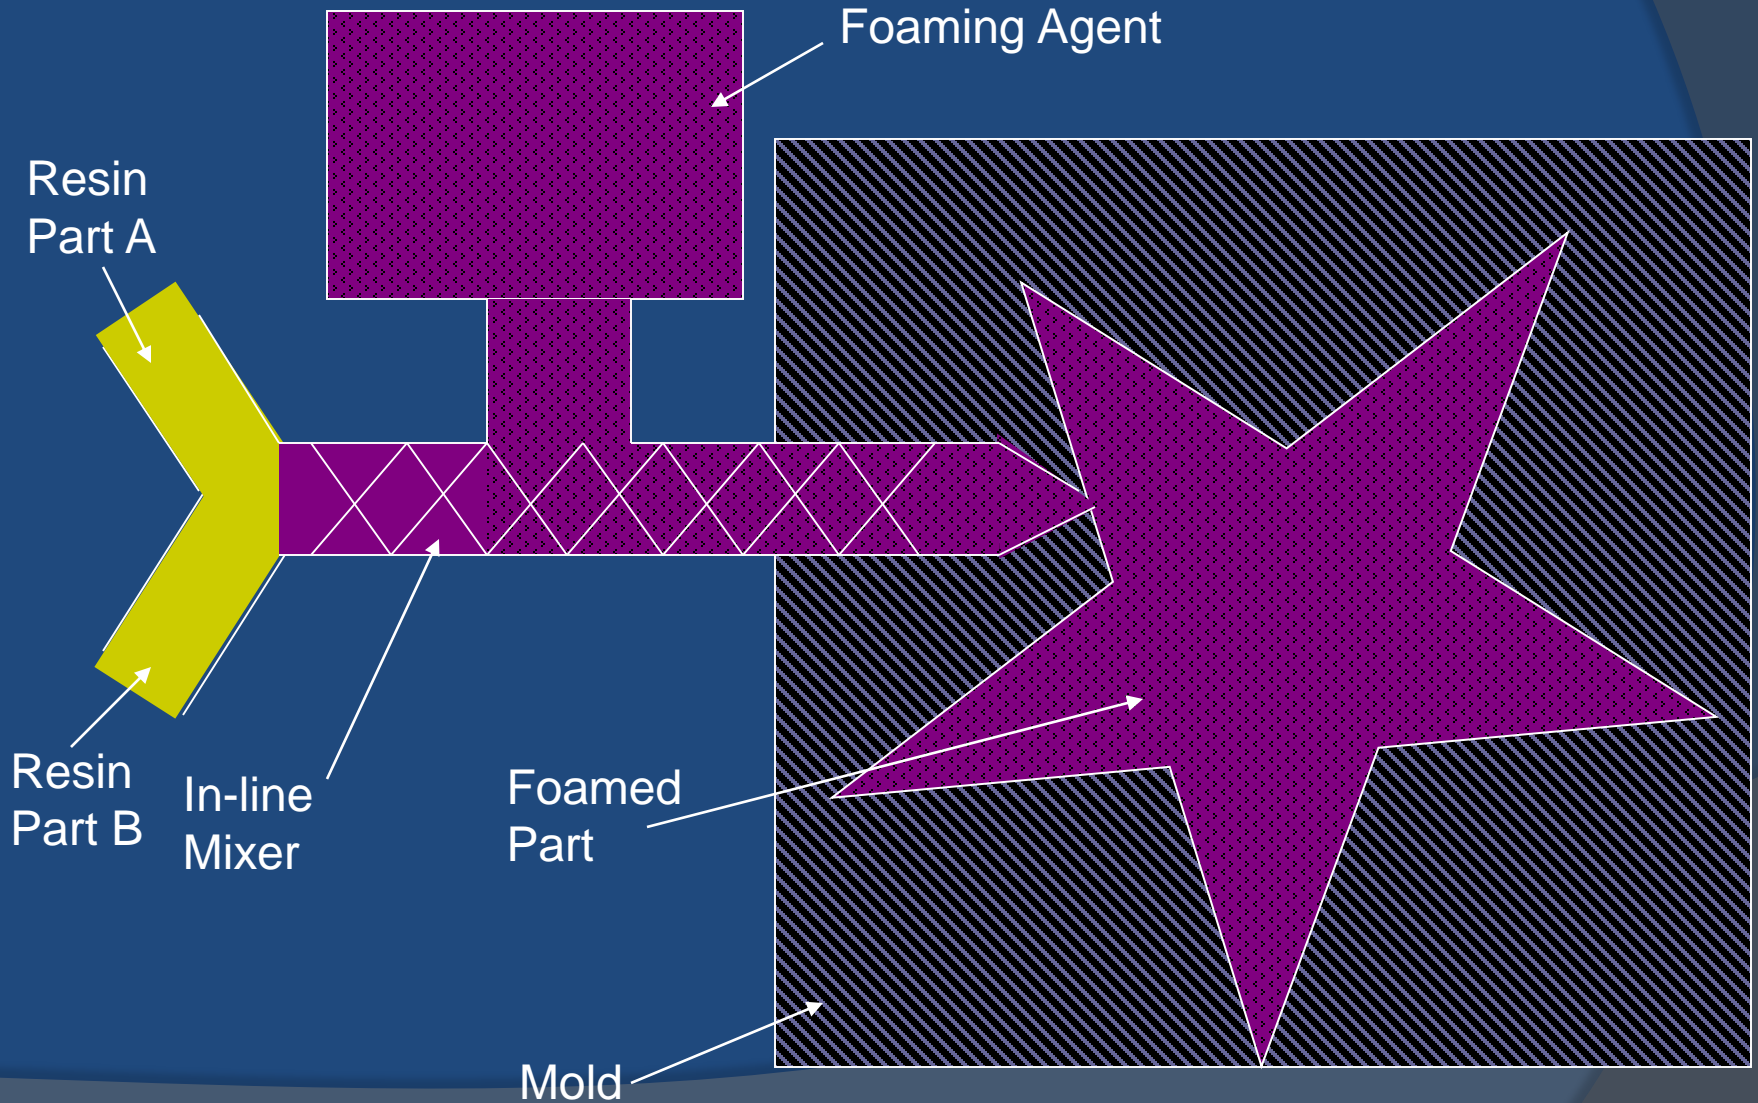 Foaming Agent
Resin
Part A
Resin
Part B
In-line
Mixer
Foamed
Part
Mold